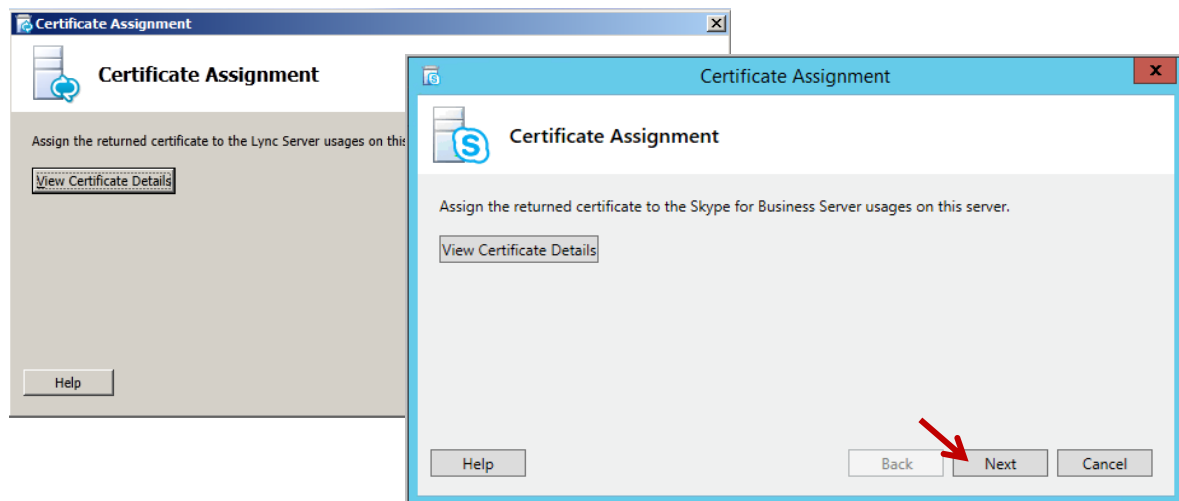 Certificate Assignment
Certificate Assignment
Assign the returned certificate to the Lync Server usages on this
View Certificate Details
Help
Certificate Assignment
Certificate Assignment
Assign the returned certificate to the Skype for Business Server usages on this server.
View Certificate Details
Help
Back
Next
Cancel